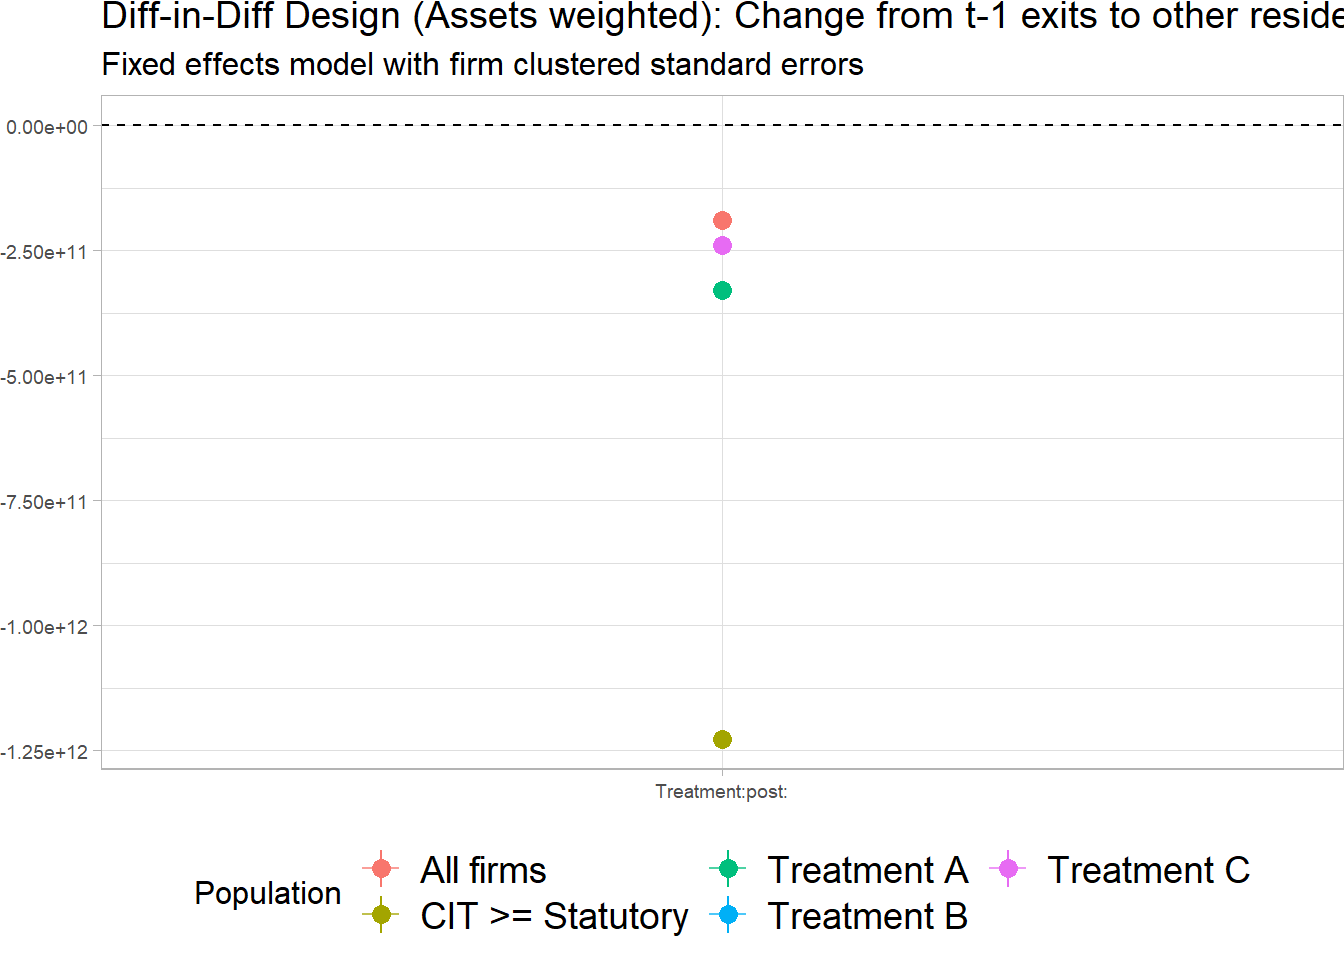 Diff-in-Diff Design (Assets weighted): Change from t-1 exits to other reside
Fixed effects model with firm clustered standard errors
0.00e+00
-2.50e+11
-5.00e+11
-7.50e+11
-1.00e+12
-1.25e+12
Treatment:post:
Population
All firms
Treatment A
Treatment C
CIT >= Statutory
Treatment B